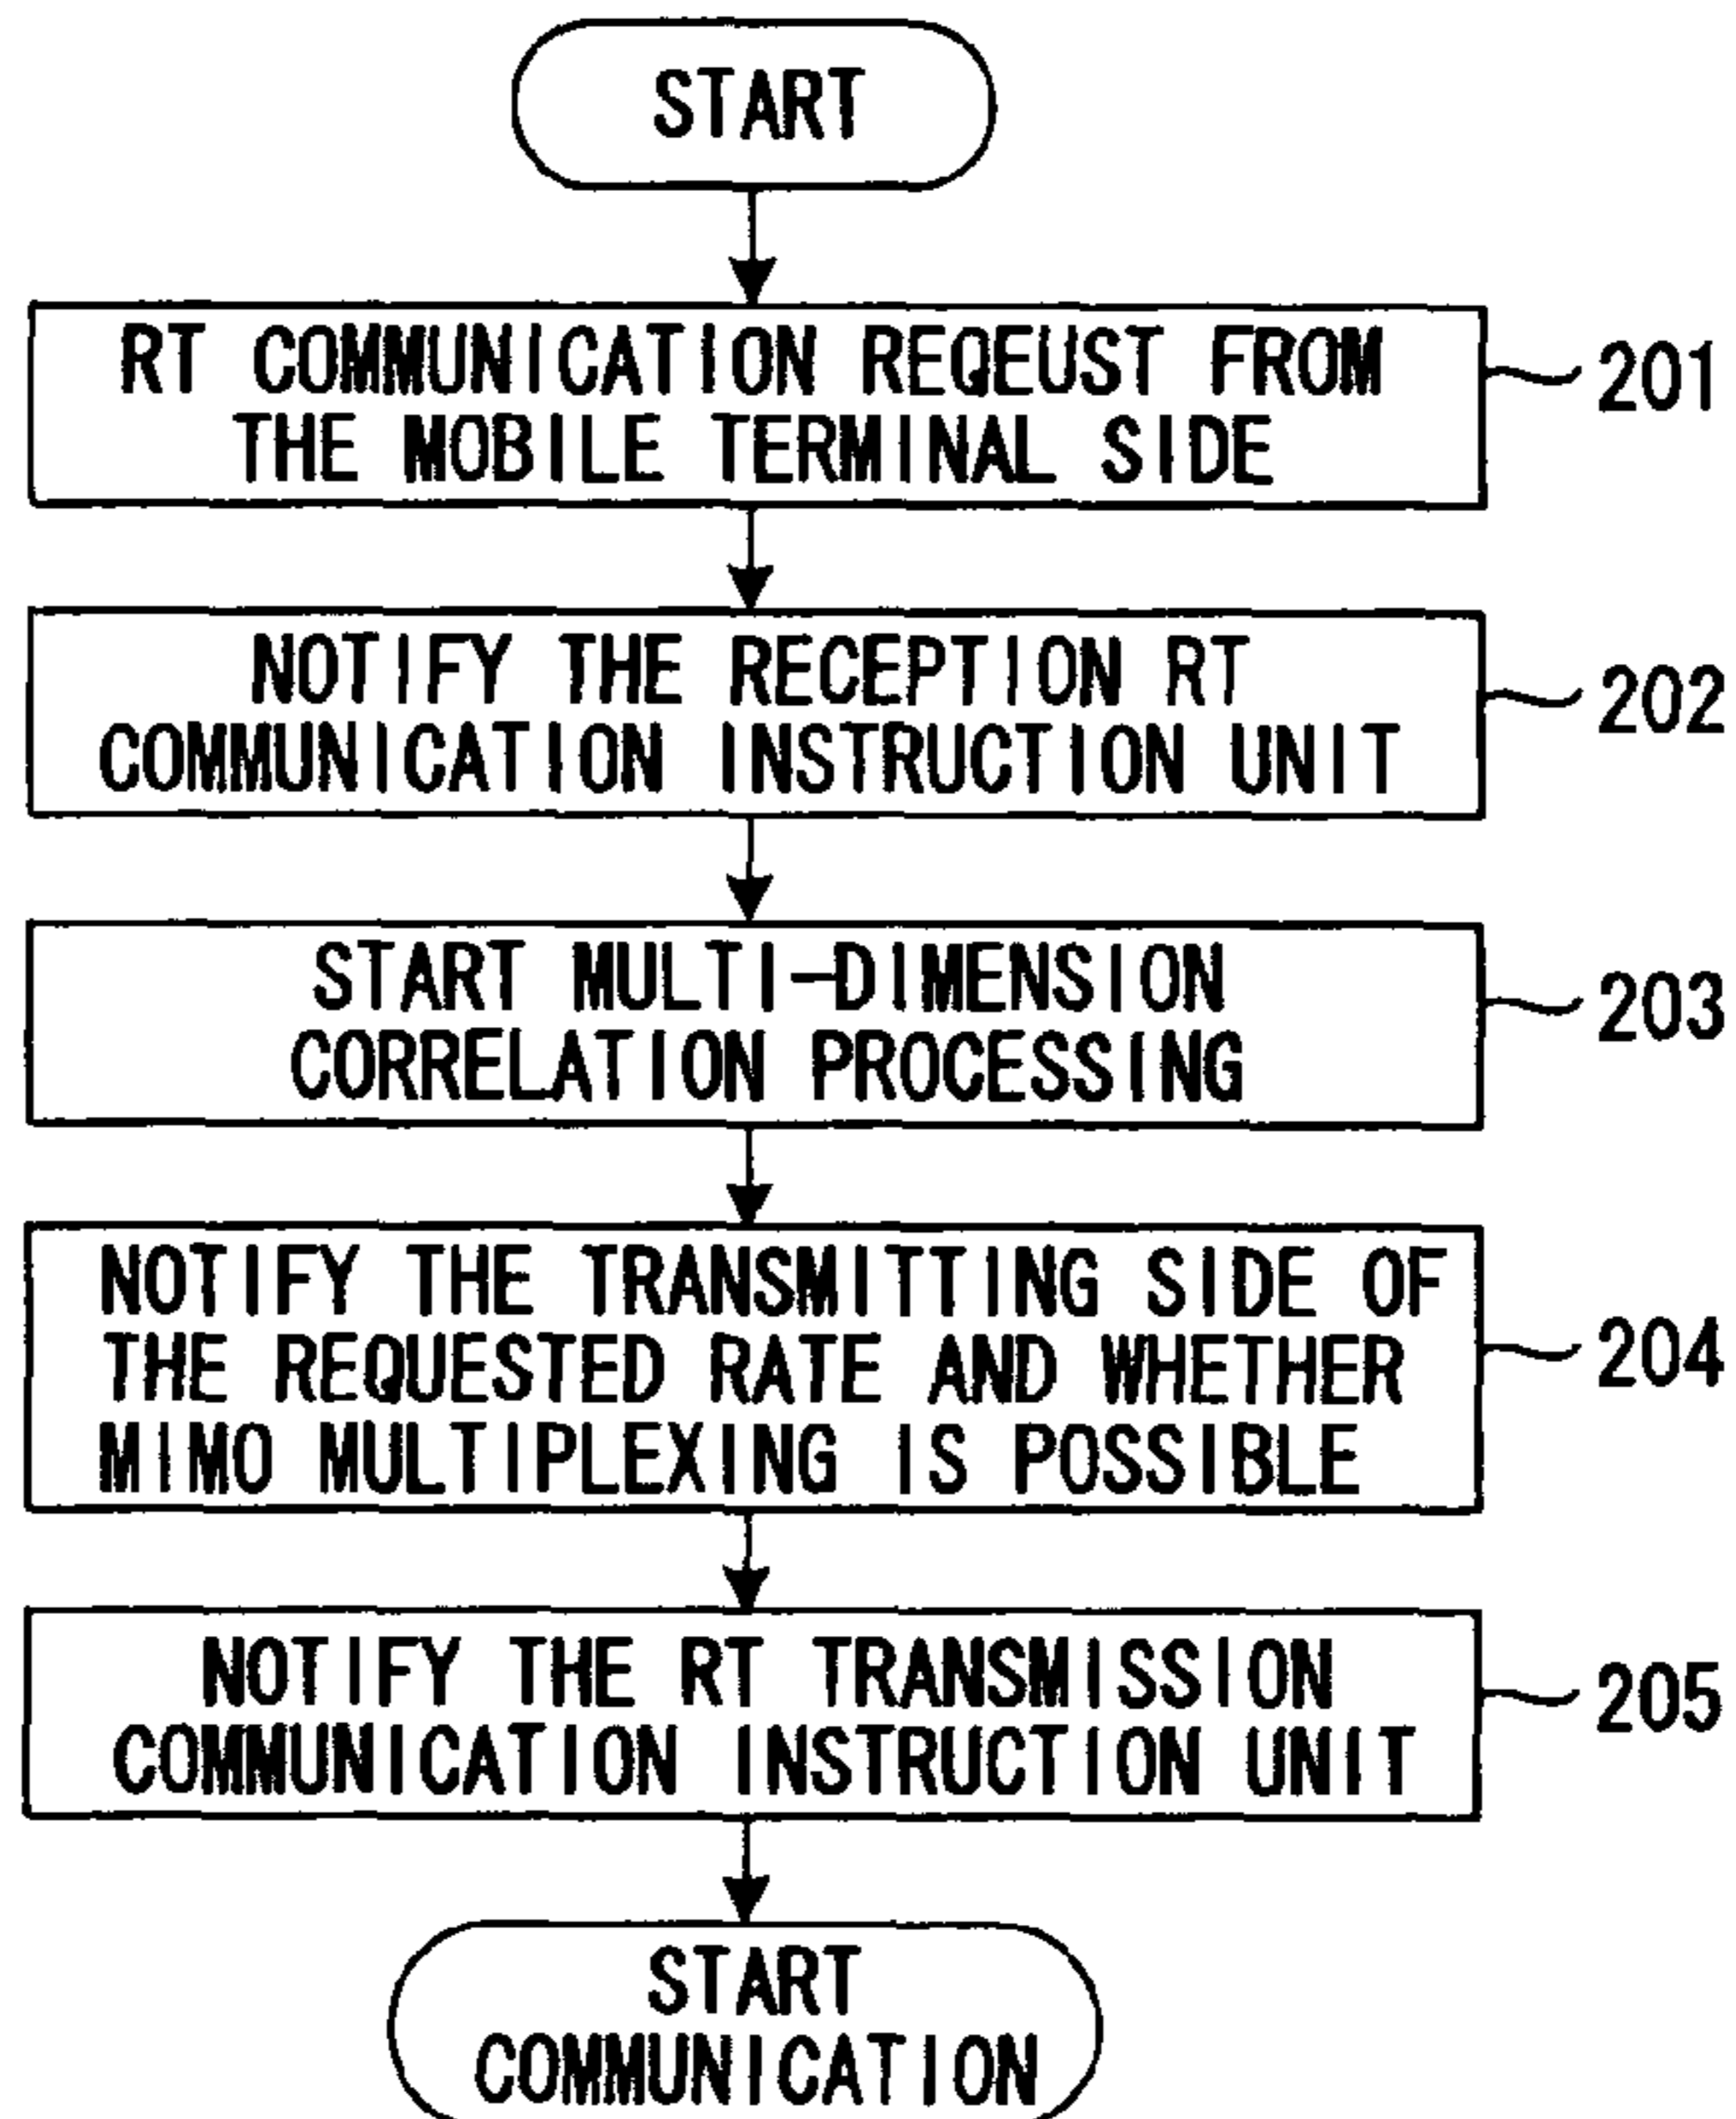 START
RT COMMUNICATION REQEUST FROM
THE MOBILE TERMINAL SIDE
201
NOTIFY THE RECEPTION RT
COMMUNICATION INSTRUCTION UNIT
202
START MULTI-DIMENSION
CORRELATION PROCESSING
203
NOTIFY THE TRANSMITTING SIDE OF
THE REQUESTED RATE AND WHETHER
MIMO MULTIPLEXING IS POSSIBLE
204
NOTIFY THE RT TRANSMISSION
COMMUNICATION INSTRUCTION UNIT
205
START
COMMUNICATION